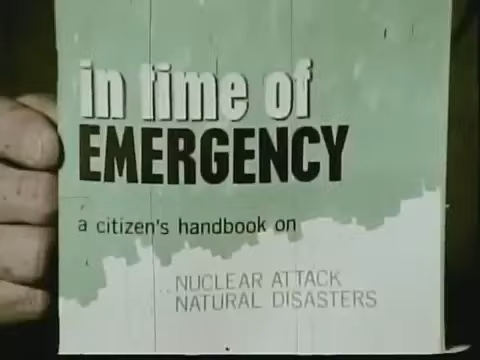 in time of
EMERGENCY
a citizen's handbook on
NUCLEAR ATTACK
NATURAL DISASTERS